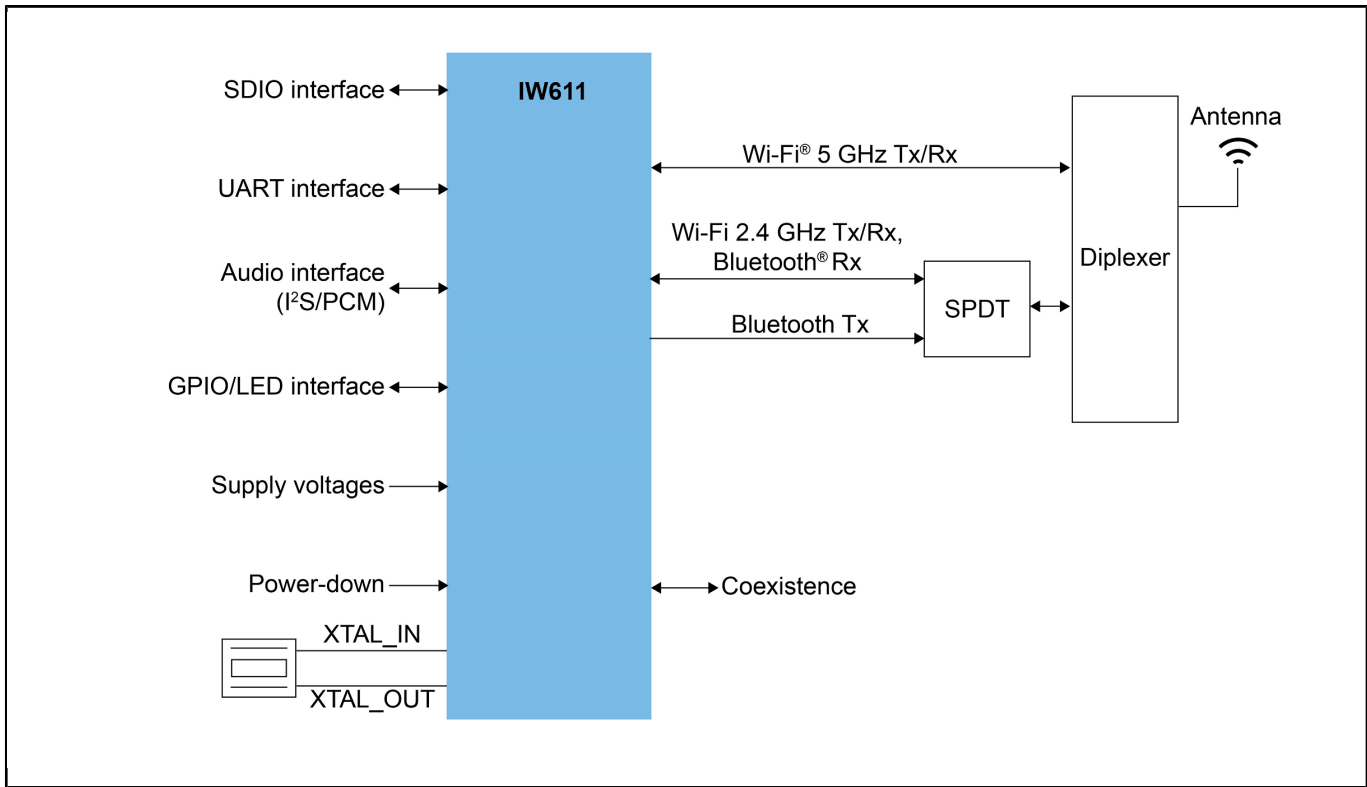 IW611
SDIO interface
UART interface
Audio interface
(I²S/PCM)
GPIO/LED interface
Supply voltages
Power-down
XTAL_IN
XTAL_OUT
Wi-Fi® 5 GHz Tx/Rx
Wi-Fi 2.4 GHz Tx/Rx,
Bluetooth® Rx
Bluetooth Tx
Coexistence
SPDT
Diplexer
Antenna